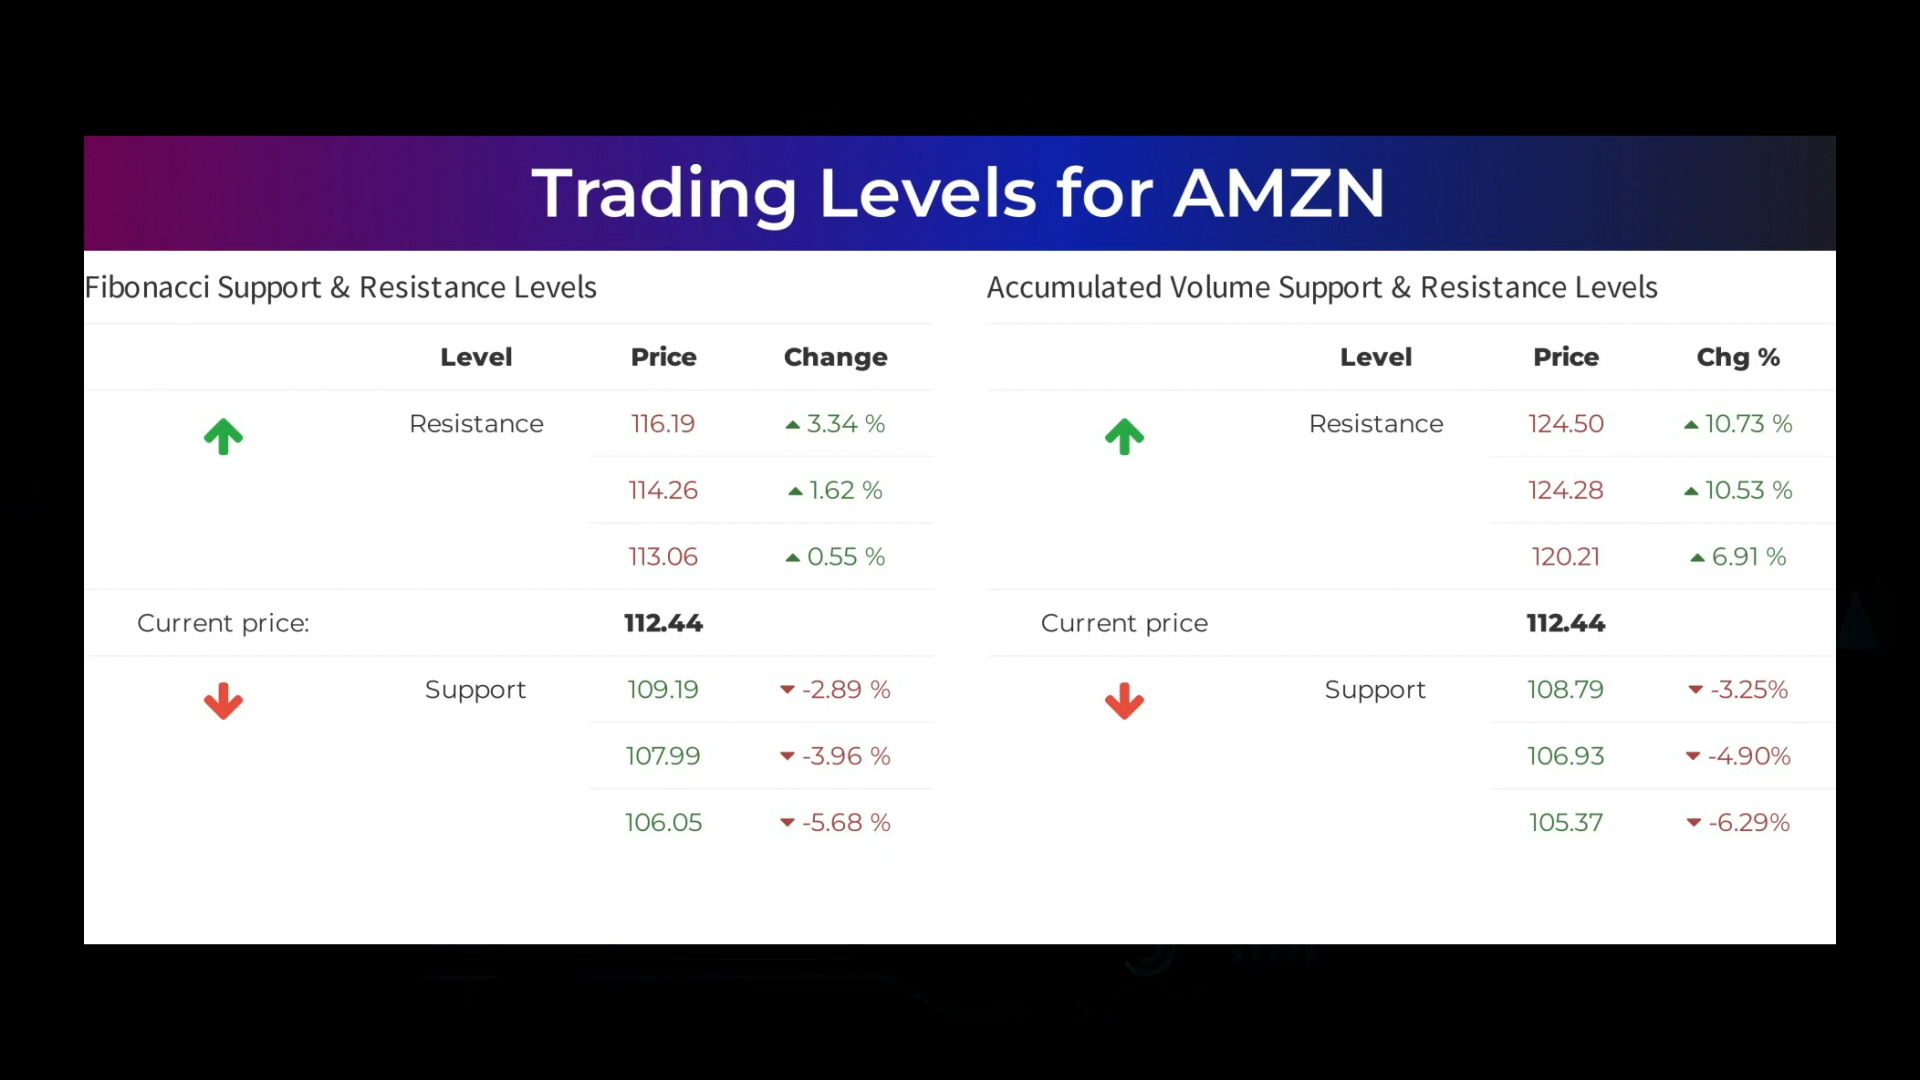 Trading Levels for AMZN
Fibonacci Support & Resistance Levels
Level Price Change
Resistance 116.19 3.34 %
114.26 1.62 %
113.06 0.55 %
Current price: 112.44
Support 109.19 -2.89 %
107.99 -3.96 %
106.05 -5.68 %
Accumulated Volume Support & Resistance Levels
Level Price Chg %
Resistance 124.50 10.73 %
124.28 10.53 %
120.21 6.91 %
Current price 112.44
Support 108.79 -3.25%
106.93 -4.90%
105.37 -6.29%